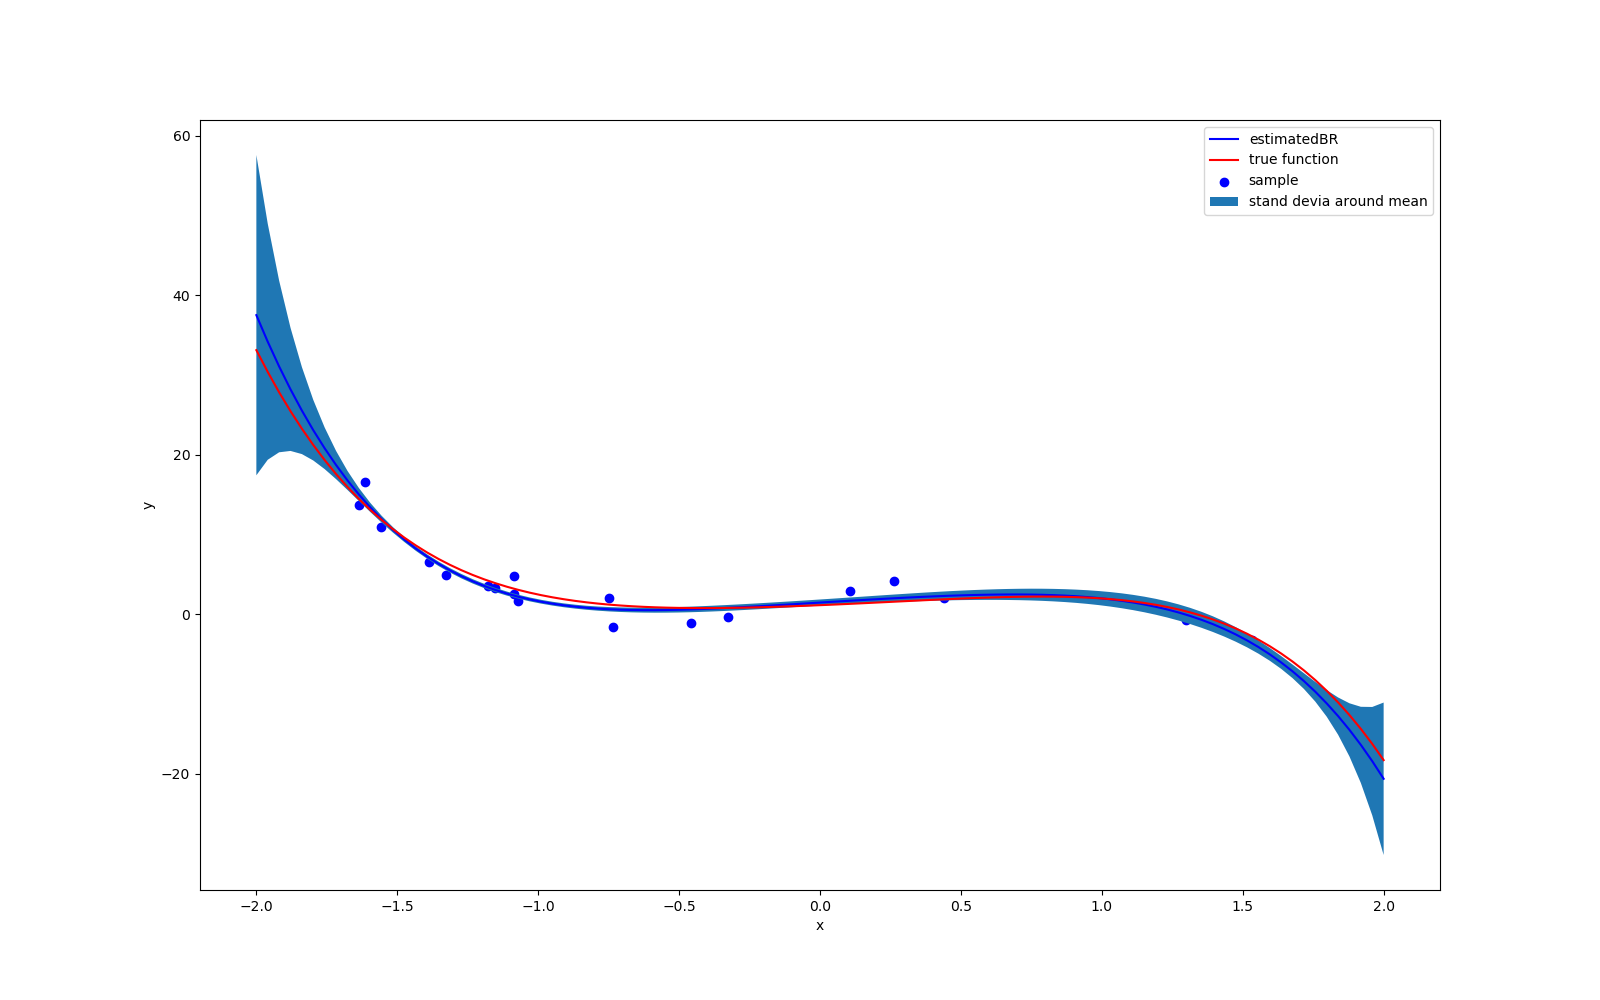 estimatedBR
true function
sample
stand devia around mean
60
40
20
0
−20
y
−2.0 −1.5 −1.0 −0.5 0.0 0.5 1.0 1.5 2.0
x